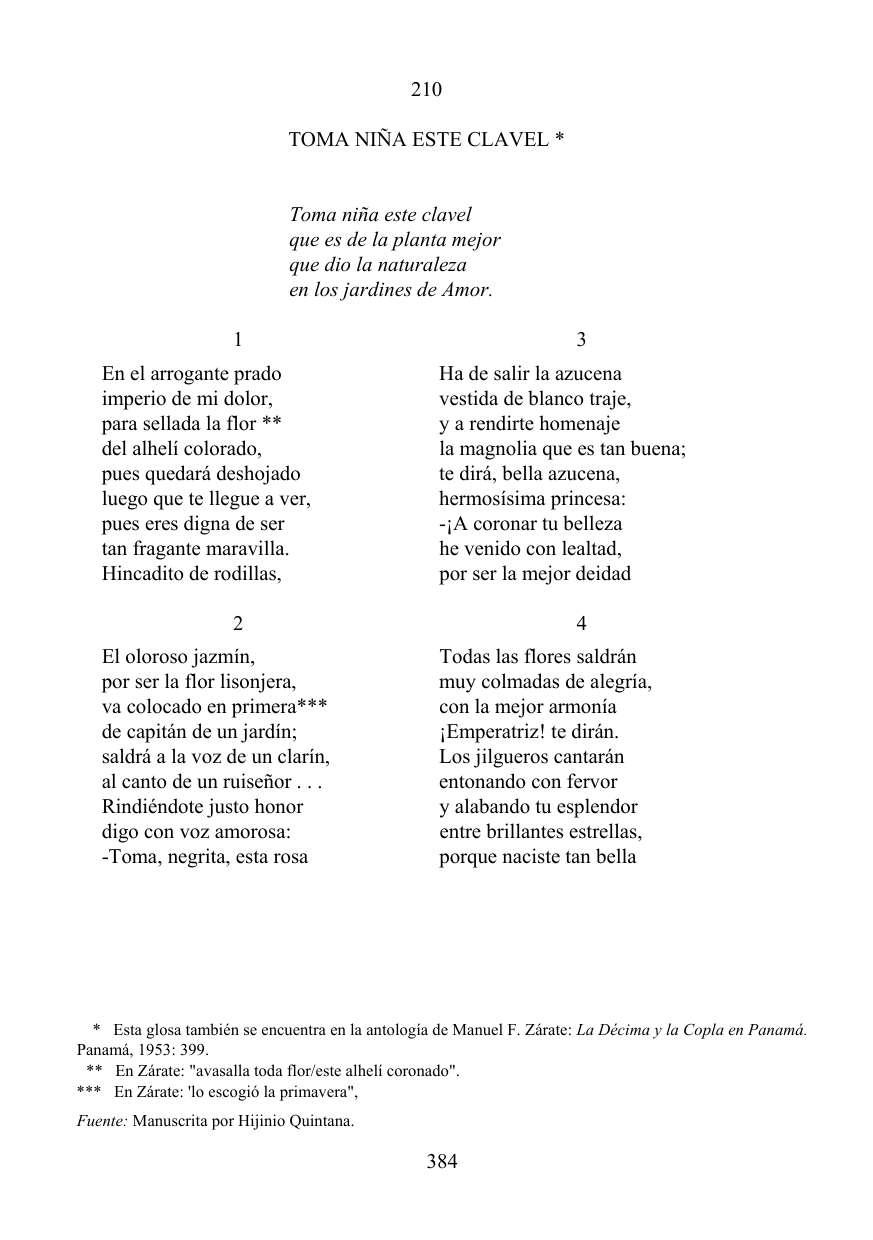 210
TOMA NIÑA ESTE CLAVEL *
Toma niña este clavel
que es de la planta mejor
que dio la naturaleza
en los jardines de Amor.
1
En el arrogante prado
imperio de mi dolor,
para sellada la flor **
del alhelí colorado,
pues quedará deshojado
luego que te llegue a ver,
pues eres digna de ser
tan fragante maravilla.
Hincadito de rodillas,
2
El oloroso jazmín,
por ser la flor lisonjera,
va colocado en primera***
de capitán de un jardín;
saldrá a la voz de un clarín,
al canto de un ruiseñor . . .
Rindiéndote justo honor
digo con voz amorosa:
-Toma, negrita, esta rosa
3
Ha de salir la azucena
vestida de blanco traje,
y a rendirte homenaje
la magnolia que es tan buena;
te dirá, bella azucena,
hermosísima princesa:
-¡A coronar tu belleza
he venido con lealtad,
por ser la mejor deidad
4
Todas las flores saldrán
muy colmadas de alegría,
con la mejor armonía
¡Emperatriz! te dirán.
Los jilgueros cantarán
entonando con fervor
y alabando tu esplendor
entre brillantes estrellas,
porque naciste tan bella
* Esta glosa también se encuentra en la antología de Manuel F. Zárate: La Décima y la Copla en Panamá.
Panamá, 1953: 399.
** En Zárate: "avasalla toda flor/este alhelí coronado".
*** En Zárate: 'lo escogió la primavera",
Fuente: Manuscrita por Hijinio Quintana.
384